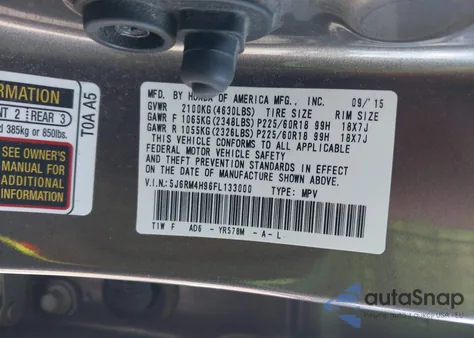 ORMATION
NT 2 REAR 3
d 385kg or 850lbs.
SEE OWNER'S
MANUAL FOR
ADDITIONAL
INFORMATION
T0A A5
MFD. BY HONDA OF AMERICA MFG., INC. 09/'15
GVWR 2100KG(4630LBS) TIRE SIZE RIM SIZE
GAWR F 1065KG(2348LBS) P225/60R18 99H 18X7J
GAWR R 1055KG(2326LBS) P225/60R18 99H 18X7J
THIS VEHICLE CONFORMS TO ALL APPLICABLE
FEDERAL MOTOR VEHICLE SAFETY
AND THEFT PREVENTION STANDARDS IN EFFECT
ON THE DATE OF MANUFACTURE SHOWN ABOVE.
V.I.N.:5J6RM4H96FL133000 TYPE: MPV
T1W F AD6 -YR578M -A-L
autoSnap